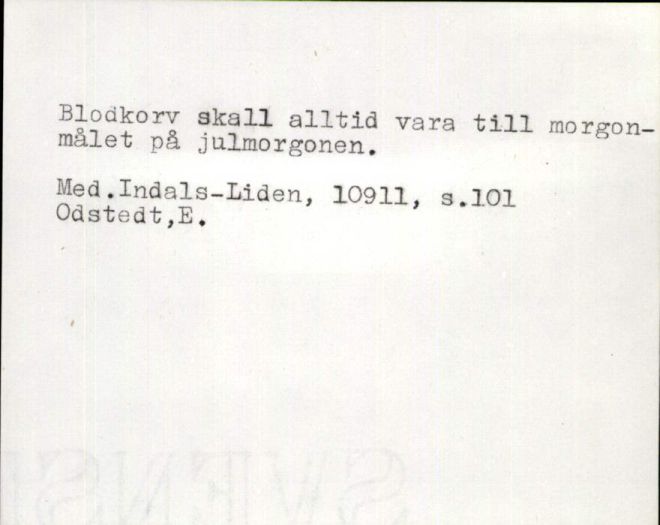 Blodkorv skall alltid vara till morgon-
målet på julmorgonen.
Med.Indals-Liden, 10911, s.101
Odstedt,E.